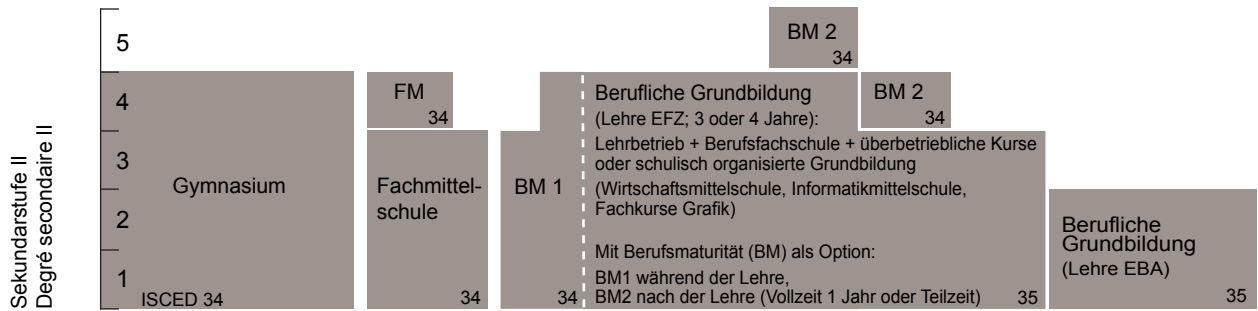 Sekundarstufe II
Degré secondaire II
5
4
3
2
1
Gymnasium
ISCED 34
FM
34
Fachmittel-
schule
34
BM 1
34
BM 2
34
BM 2
34
Berufliche Grundbildung
(Lehre EFZ; 3 oder 4 Jahre):
Lehrbetrieb + Berufsfachschule + überbetriebliche Kurse
oder schulisch organisierte Grundbildung
(Wirtschaftsmittelschule, Informatikmittelschule,
Fachkurse Grafik)
Mit Berufsmaturität (BM) als Option:
BM1 während der Lehre,
BM2 nach der Lehre (Vollzeit 1 Jahr oder Teilzeit)
35
Berufliche
Grundbildung
(Lehre EBA)
35